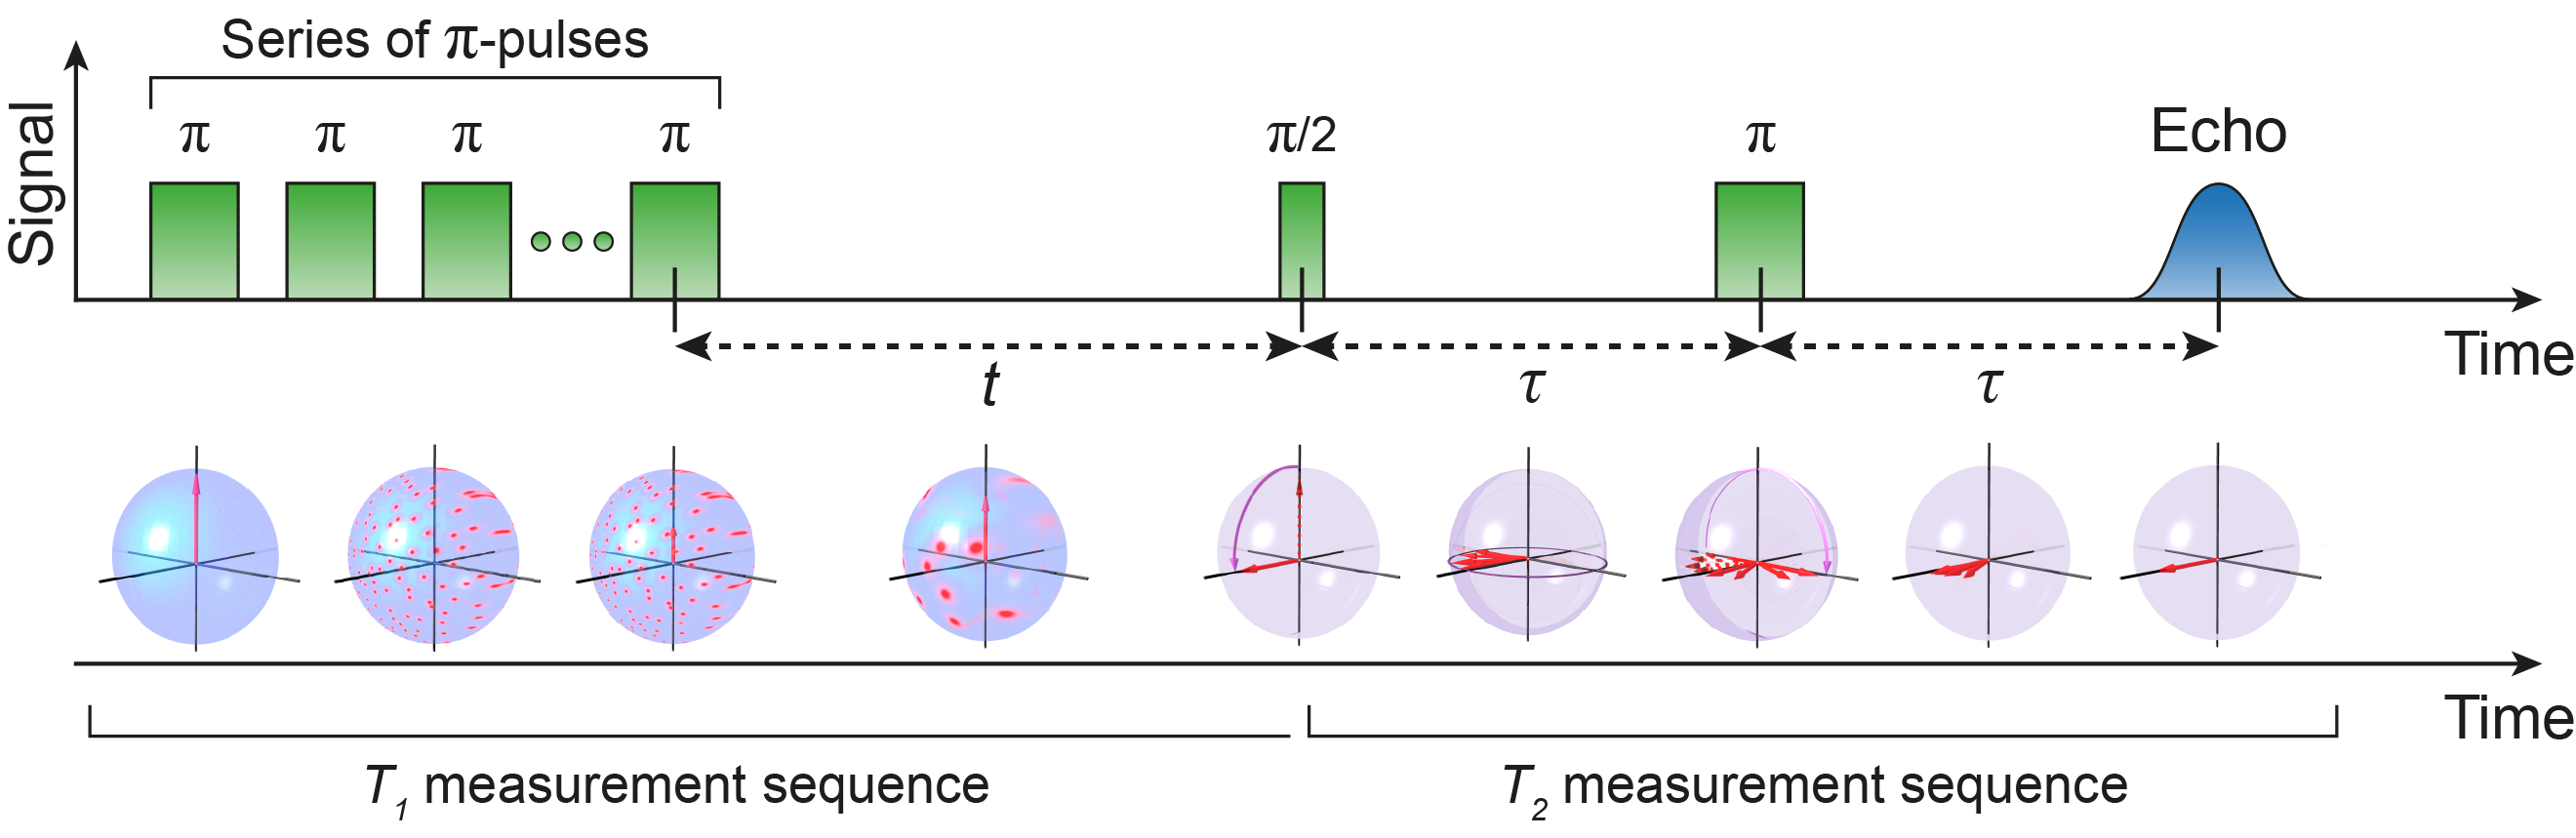 Series of π-pulses
Signal
π π π π π/2 π Echo
Time
t τ τ
Time
T1 measurement sequence
T2 measurement sequence